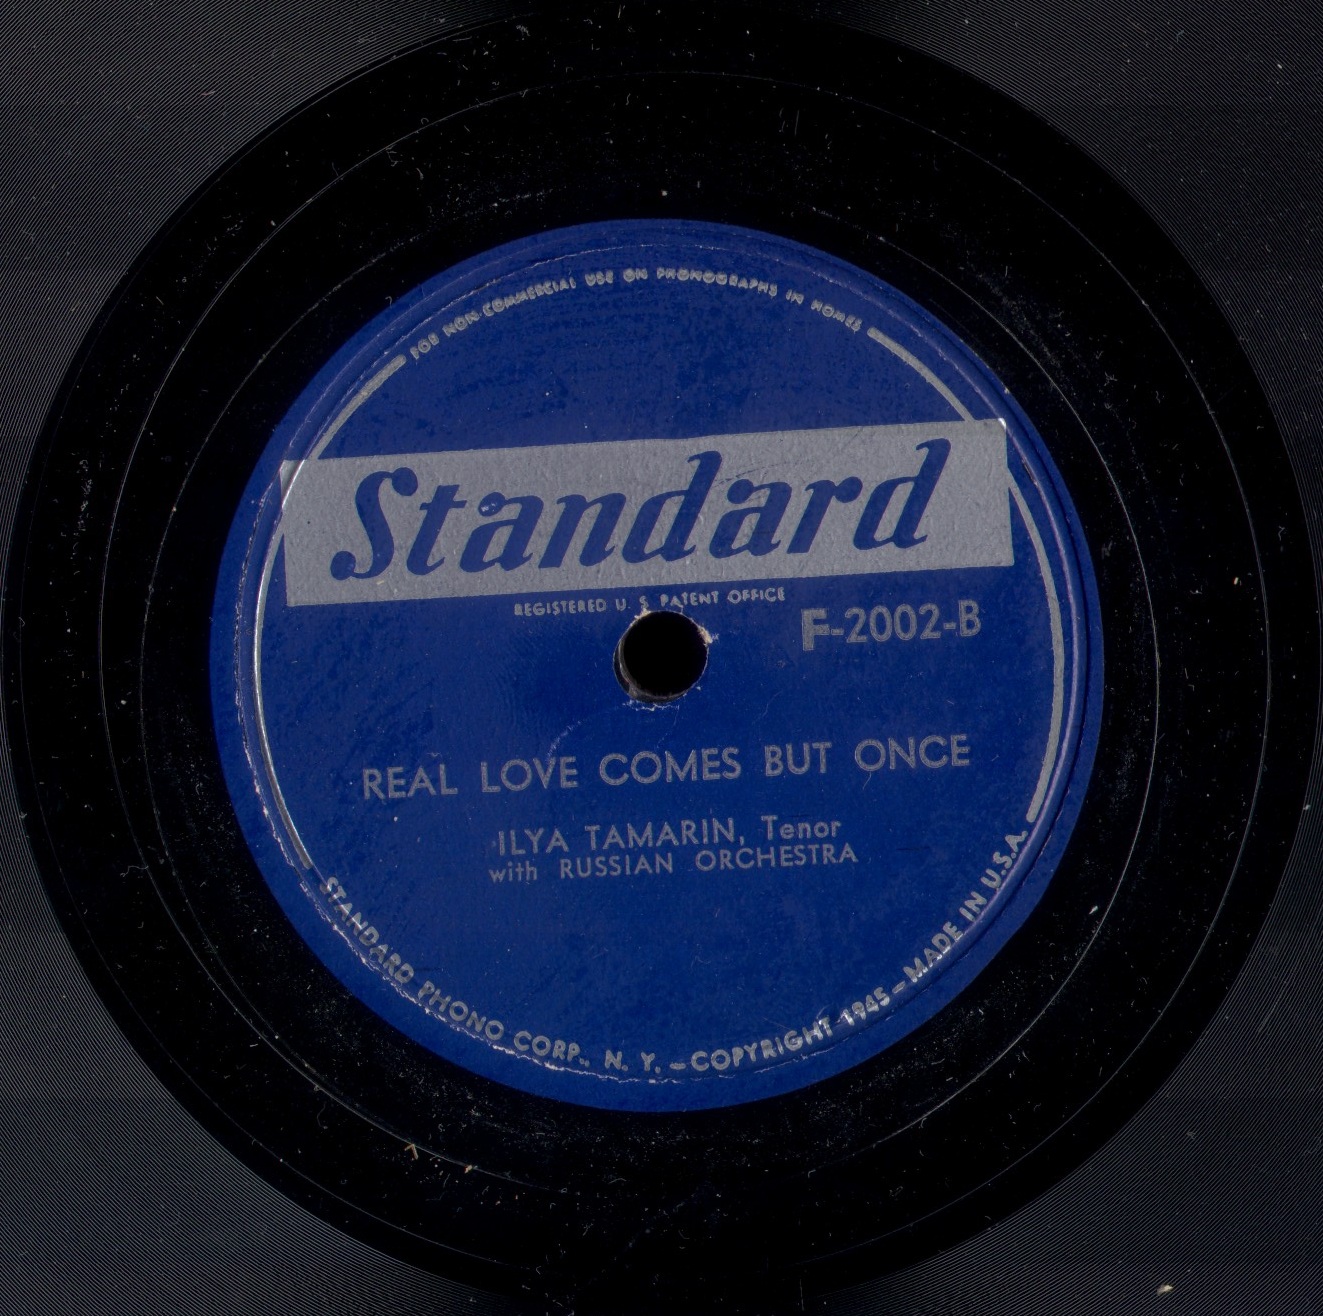 FOR NON-COMMERCIAL USE ON PHONOGRAPHS IN HOMES
Standard
REGISTERED U. S. PATENT OFFICE
F-2002-B
REAL LOVE COMES BUT ONCE
ILYA TAMARIN, Tenor
with RUSSIAN ORCHESTRA
STANDARD PHONO CORP., N. Y. - COPYRIGHT 1945 - MADE IN U.S.A.